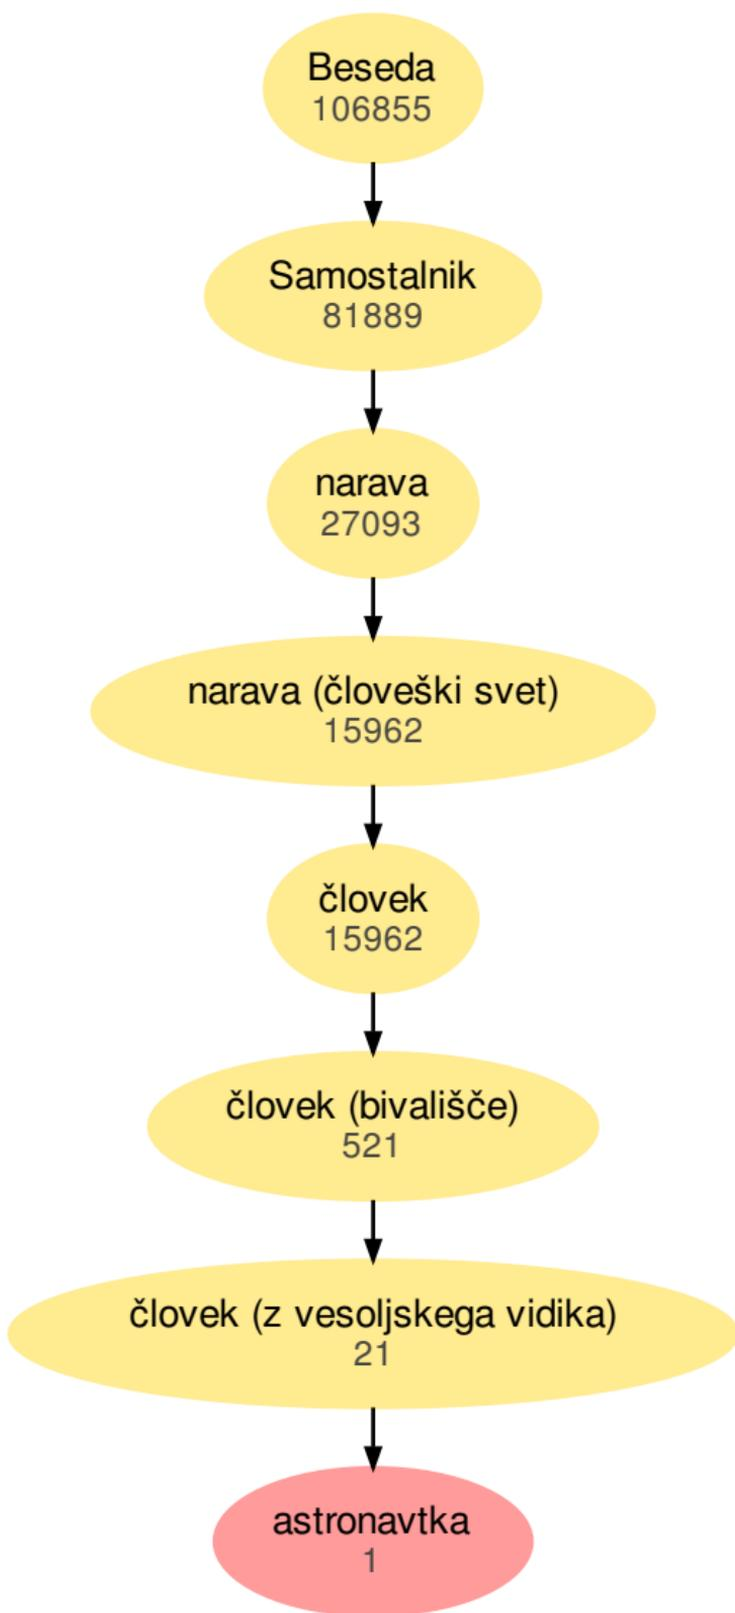 Beseda
106855
Samostalnik
81889
narava
27093
narava (človeški svet)
15962
človek
15962
človek (bivališče)
521
človek (z vesoljskega vidika)
21
astronavtka
1